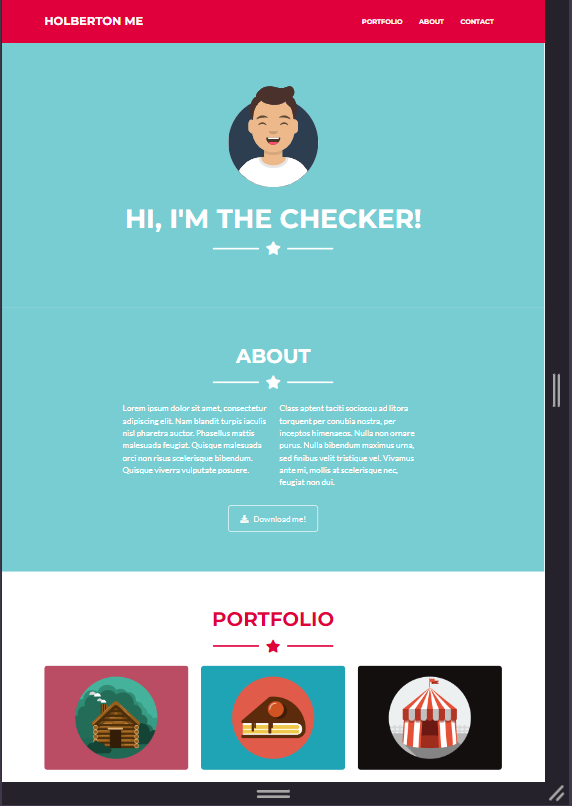 HOLBERTON ME
PORTFOLIO ABOUT CONTACT
HI, I'M THE CHECKER!
ABOUT
Lorem ipsum dolor sit amet, consectetur
adipiscing elit. Nam blandit turpis iaculis
nisl pharetra auctor. Phasellus mattis
malesuada feugiat. Quisque malesuada
orci non risus scelerisque bibendum.
Quisque viverra vulputate posuere.
Class aptent taciti sociosqu ad litora
torquent per conubia nostra, per
inceptos himenaeos. Nulla non ornare
purus. Nulla bibendum maximus urna,
sed finibus velit tristique vel. Vivamus
ante mi, mollis at scelerisque nec,
feugiat non dui.
Download me!
PORTFOLIO